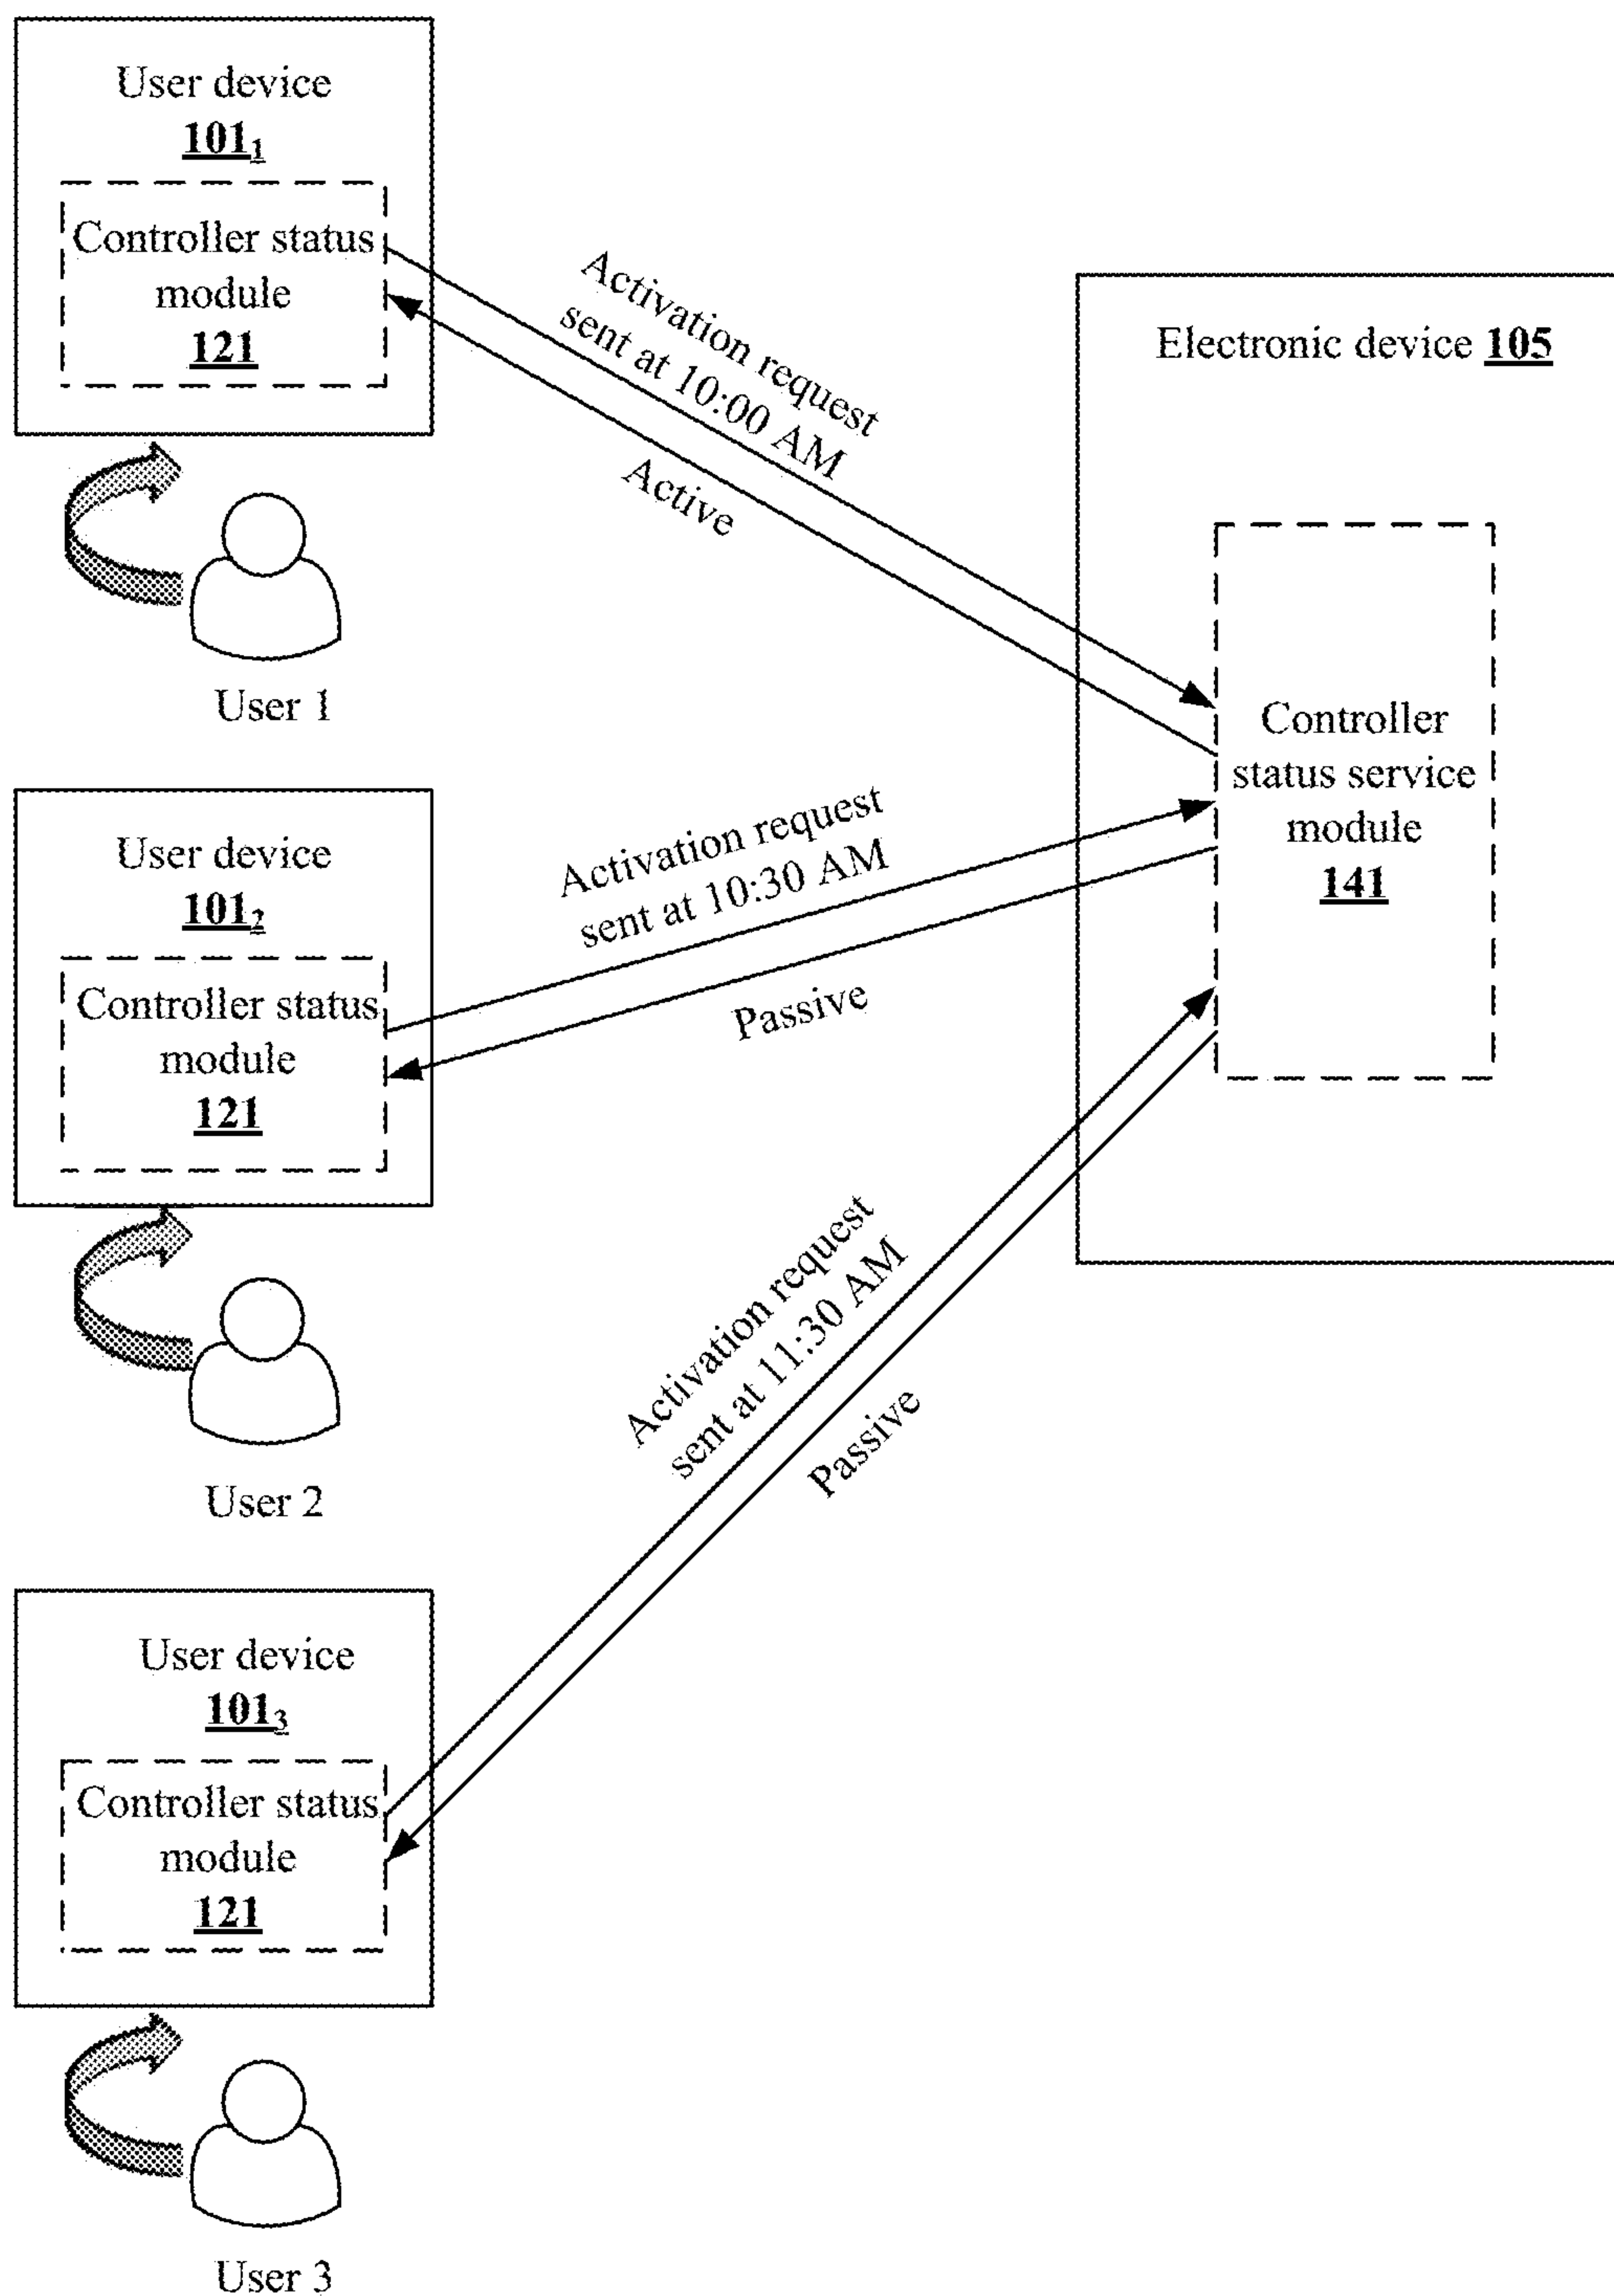 User device
101₁
Controller status
module
121
User 1
Activation request
sent at 10:00 AM
Active
Electronic device 105
Controller
status service
module
141
User device
101₂
Controller status
module
121
User 2
Activation request
sent at 10:30 AM
Passive
User device
101₃
Controller status
module
121
User 3
Activation request
sent at 11:30 AM
Passive